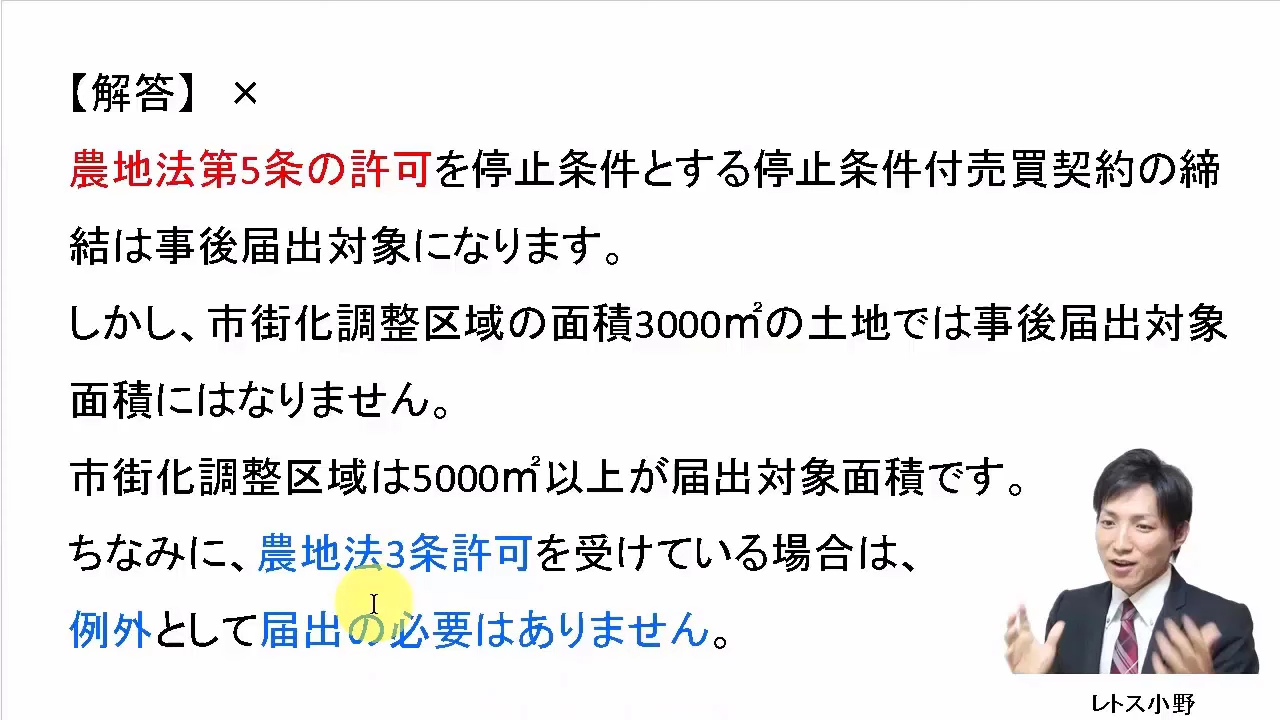 【解答】 ×
農地法第5条の許可を停止条件とする停止条件付売買契約の締
結は事後届出対象になります。
しかし、市街化調整区域の面積3000㎡の土地では事後届出対象
面積にはなりません。
市街化調整区域は5000㎡以上が届出対象面積です。
ちなみに、農地法3条許可を受けている場合は、
例外として届出の必要はありません。
レトス小野